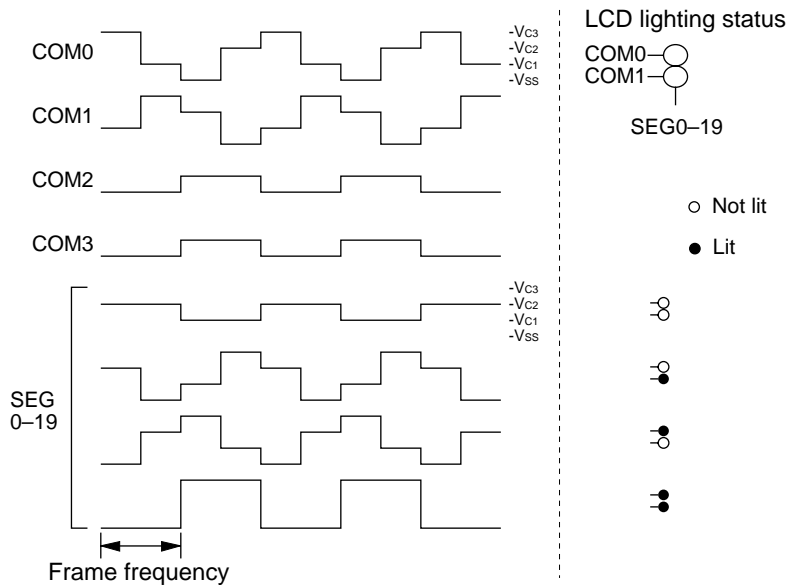 LCD lighting status
COM0
-VC3
-VC2
-VC1
-VSS
COM0
COM1
SEG0–19
COM1
COM2
COM3
Not lit
Lit
-VC3
-VC2
-VC1
-VSS
SEG
0–19
Frame frequency